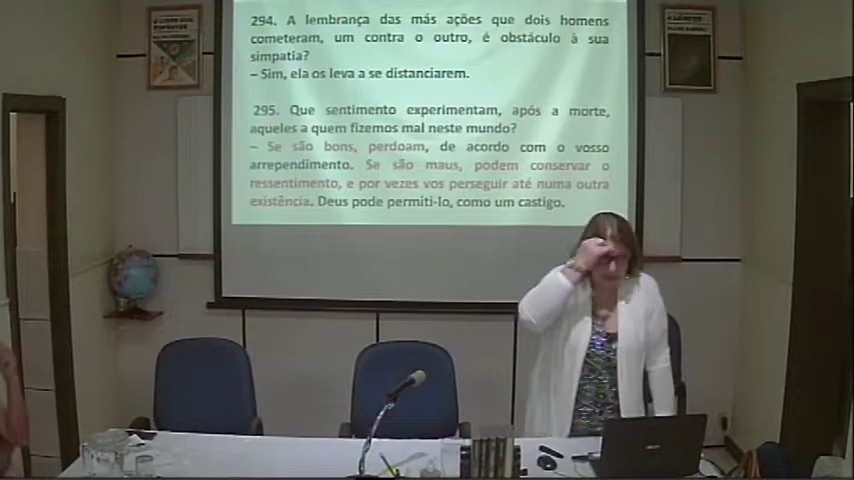 294. A lembrança das más ações que dois homens
cometeram, um contra o outro, é obstáculo à sua
simpatia?
– Sim, ela os leva a se distanciarem.
295. Que sentimento experimentam, após a morte,
aqueles a quem fizemos mal neste mundo?
– Se são bons, perdoam, de acordo com o vosso
arrependimento. Se são maus, podem conservar o
ressentimento, e por vezes vos perseguir até numa outra
existência. Deus pode permiti-lo, como um castigo.